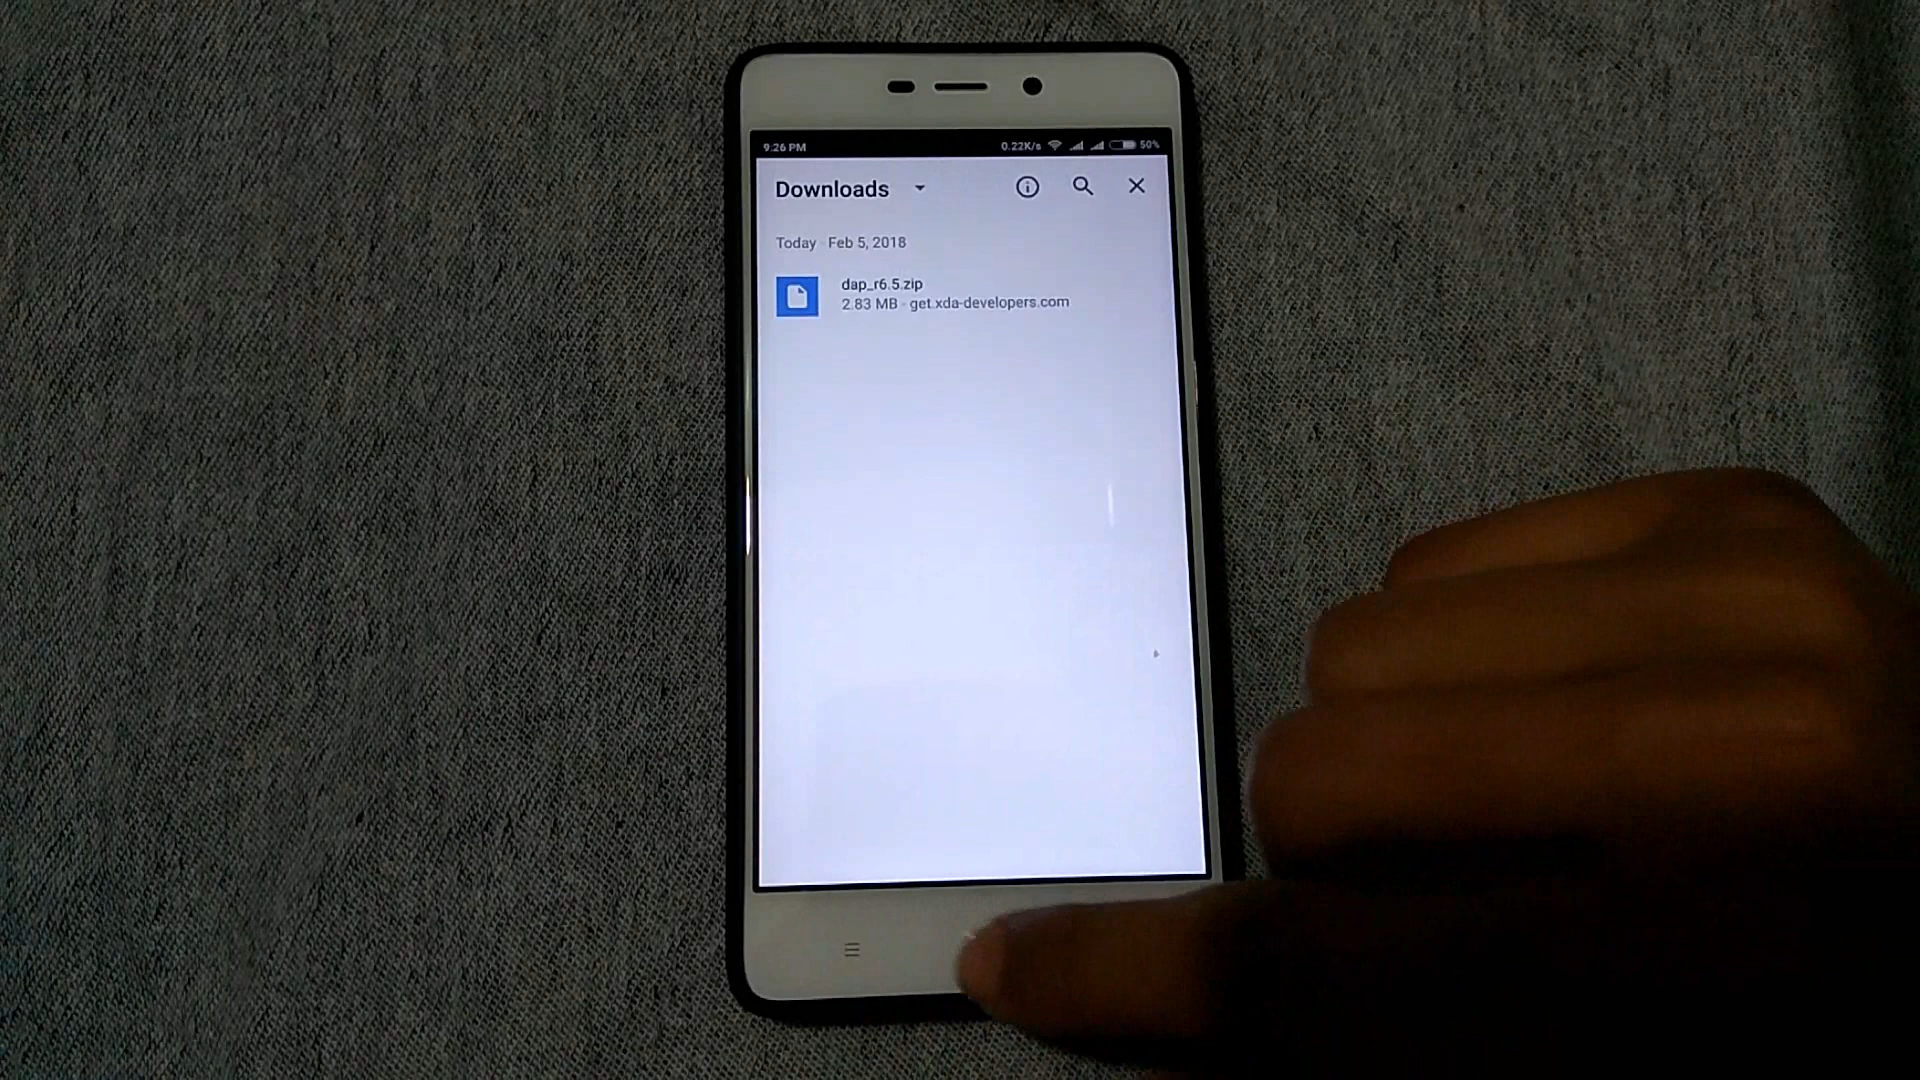 9:26 PM 0.22K/s 50%
Downloads
Today - Feb 5, 2018
dap_r6.5.zip
2.83 MB - get.xda-developers.com